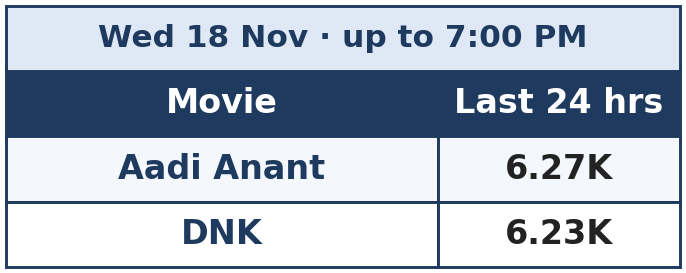 Wed 18 Nov · up to 7:00 PM
Movie Last 24 hrs
Aadi Anant 6.27K
DNK 6.23K